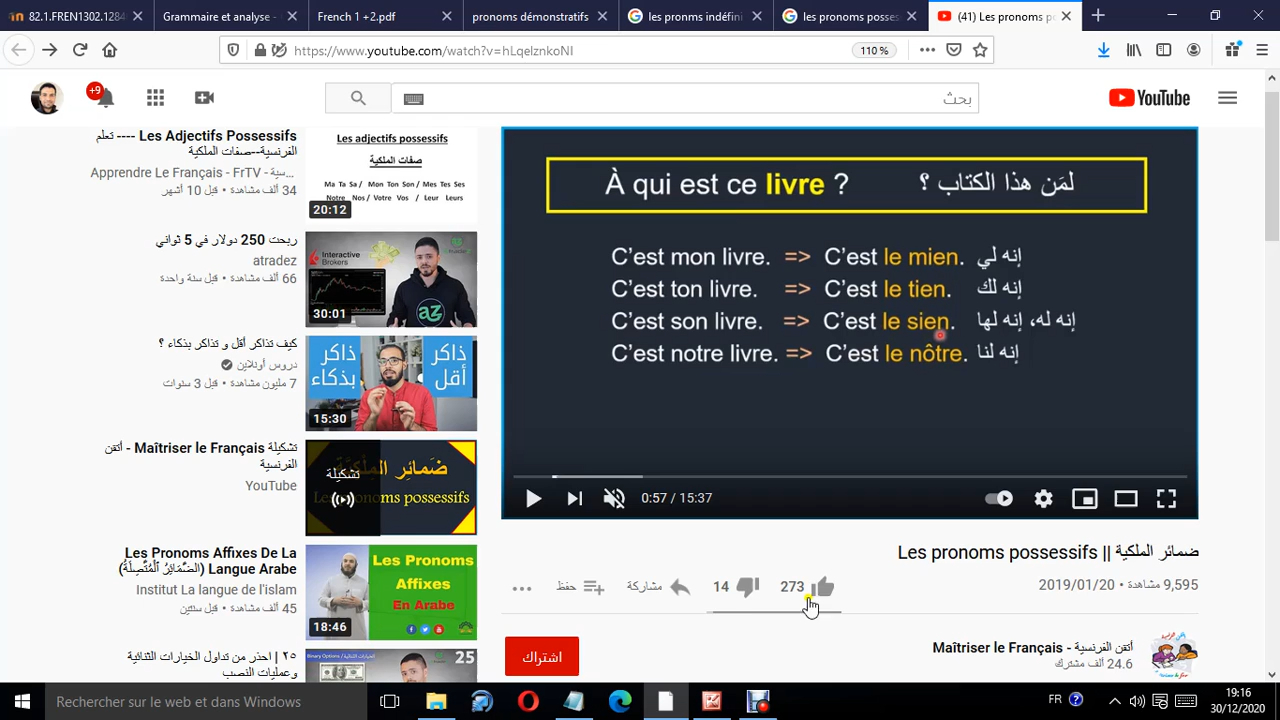 82.1.FREN1302.1284
Grammaire et analyse -
French 1 +2.pdf
pronoms démonstratifs
les pronms indéfini
les pronoms posses
(41) Les pronoms po
https://www.youtube.com/watch?v=hLqelznkoNI
110 %
+9
بحث
YouTube
Les Adjectifs Possessifs ---- تعلم
الفرنسية--صفات الملكية
Apprendre Le Français - FrTV - ...
34 ألف مشاهدة • قبل 10 أشهر
Les adjectifs possessifs
صفات الملكية
Ma Ta Sa / Mon Ton Son / Mes Tes Ses
Notre Nos / Votre Vos / Leur Leurs
20:12
ربحت 250 دولار في 5 ثواني
atradez
66 ألف مشاهدة • قبل سنة واحدة
Interactive
Brokers
az
30:01
كيف تذاكر أقل و تذاكر بذكاء ؟
دروس أونلاين
7 مليون مشاهدة • قبل 3 سنوات
ذاكر
بذكاء
ذاكر
أقل
15:30
تشكيلة Maîtriser le Français - أتقن
الفرنسية
YouTube
تشكيلة
ضَمائِر المِلْكِيَّة
Les pronoms possessifs
Les Pronoms Affixes De La
Langue Arabe (الضَّمَائِرُ الْمُتَّصِلَةُ)
Institut La langue de l'islam
45 ألف مشاهدة • قبل سنتين
Les Pronoms
Affixes
En Arabe
18:46
٢٥ | احذر من تداول الخيارات الثنائية
وعمليات النصب
Binary Options /
25
À qui est ce livre ? لمَن هذا الكتاب ؟
C'est mon livre. => C'est le mien. إنه لي
C'est ton livre. => C'est le tien. إنه لك
C'est son livre. => C'est le sien. إنه له، إنه لها
C'est notre livre. => C'est le nôtre. إنه لنا
0:57 / 15:37
Les pronoms possessifs || ضمائر الملكية
9,595 مشاهدة • 2019/01/20
273
14
مشاركة
حفظ
أتقن الفرنسية - Maîtriser le Français
24.6 ألف مشترك
اشتراك
Rechercher sur le web et dans Windows
FR
19:16
30/12/2020